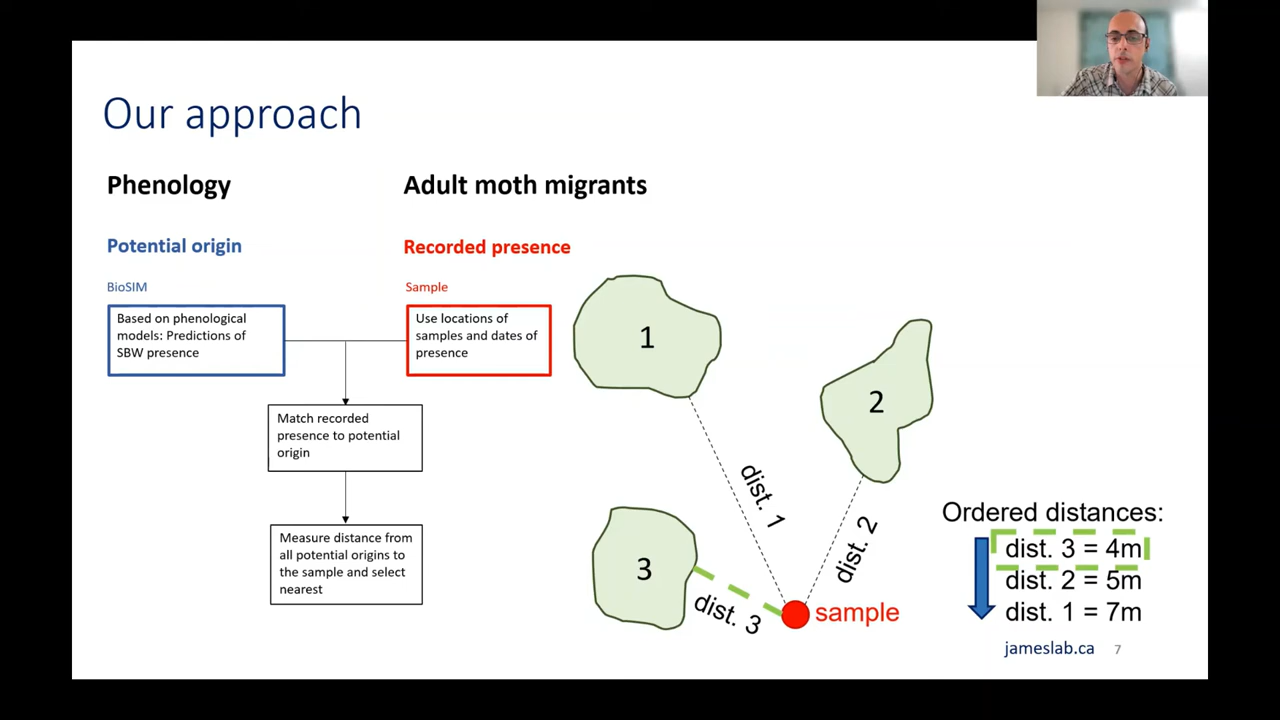 Our approach
Phenology
Adult moth migrants
Potential origin
Recorded presence
BioSIM
Sample
Based on phenological
models: Predictions of
SBW presence
Use locations of
samples and dates of
presence
Match recorded
presence to potential
origin
Measure distance from
all potential origins to
the sample and select
nearest
1
2
3
dist. 1
dist. 2
dist. 3
sample
Ordered distances:
dist. 3 = 4m
dist. 2 = 5m
dist. 1 = 7m
jameslab.ca
7